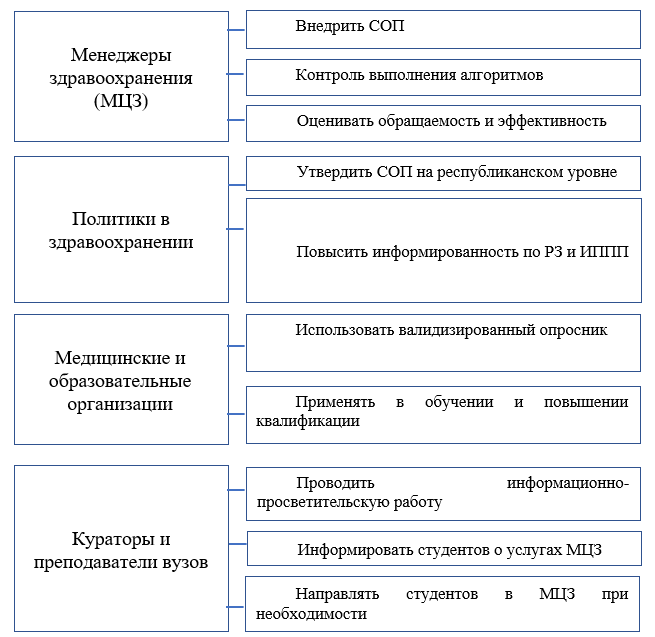 Менеджеры
здравоохранения
(МЦЗ)
Внедрить СОП
Контроль выполнения алгоритмов
Оценивать обращаемость и эффективность
Политики в
здравоохранении
Утвердить СОП на республиканском уровне
Повысить информированность по РЗ и ИППП
Медицинские и
образовательные
организации
Использовать валидизированный опросник
Применять в обучении и повышении
квалификации
Кураторы и
преподаватели вузов
Проводить информационно-
просветительскую работу
Информировать студентов о услугах МЦЗ
Направлять студентов в МЦЗ при
необходимости